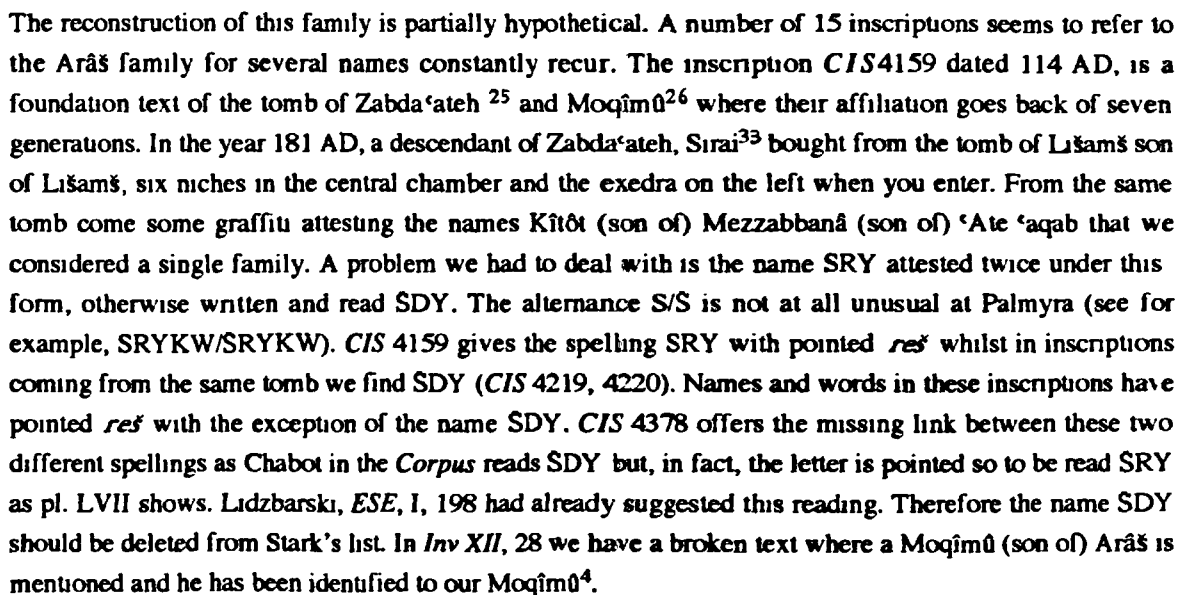 The reconstruction of this family is partially hypothetical. A number of 15 inscriptions seems to refer to
the Arâš family for several names constantly recur. The inscription CIS4159 dated 114 AD, is a
foundation text of the tomb of Zabdaʿateh ²⁵ and Moqîmû²⁶ where their affiliation goes back of seven
generations. In the year 181 AD, a descendant of Zabdaʿateh, Sırai³³ bought from the tomb of Lišamš son
of Lišamš, six niches in the central chamber and the exedra on the left when you enter. From the same
tomb come some graffiti attesting the names Kîtôt (son of) Mezzabbanâ (son of) ʿAte ʿaqab that we
considered a single family. A problem we had to deal with is the name SRY attested twice under this
form, otherwise written and read ŚDY. The alternance S/Ś is not at all unusual at Palmyra (see for
example, SRYKW/ŚRYKW). CIS 4159 gives the spelling SRY with pointed reš whilst in inscriptions
coming from the same tomb we find ŚDY (CIS 4219, 4220). Names and words in these inscriptions have
pointed reš with the exception of the name ŚDY. CIS 4378 offers the missing link between these two
different spellings as Chabot in the Corpus reads ŚDY but, in fact, the letter is pointed so to be read ŚRY
as pl. LVII shows. Lidzbarski, ESE, I, 198 had already suggested this reading. Therefore the name ŚDY
should be deleted from Stark's list. In Inv XII, 28 we have a broken text where a Moqîmû (son of) Arâš is
mentioned and he has been identified to our Moqîmû⁴.